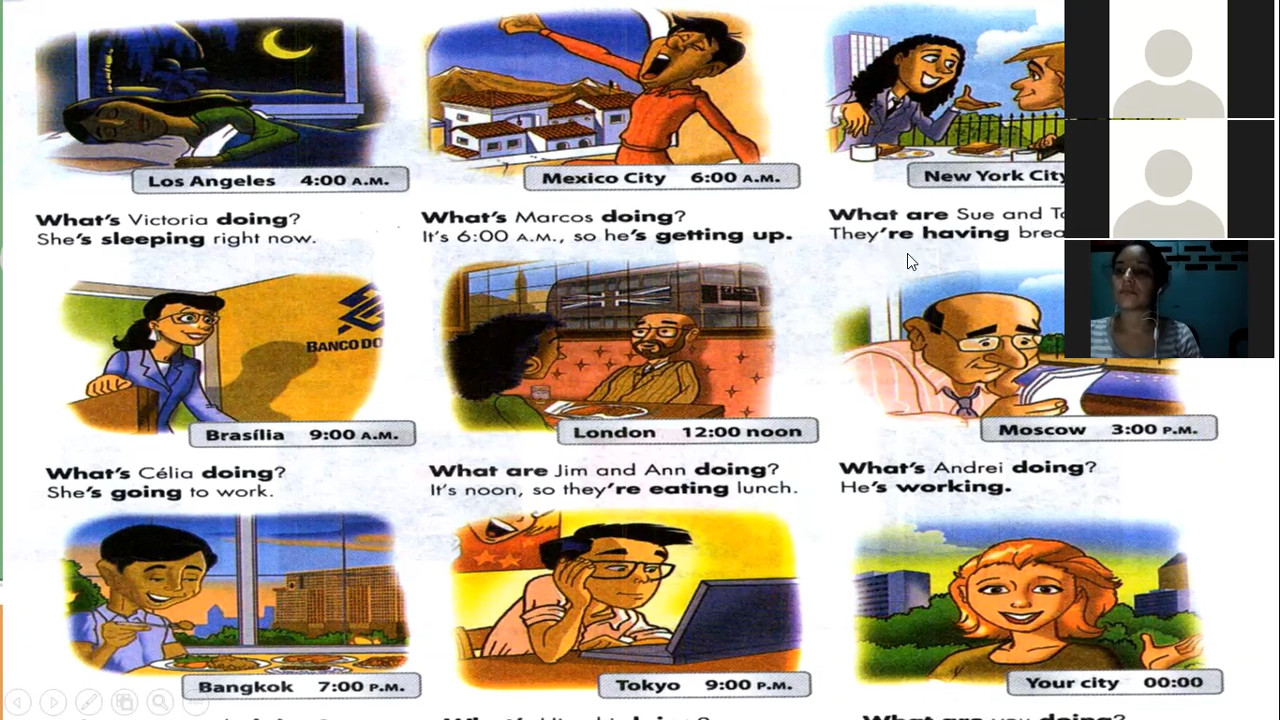 Los Angeles 4:00 A.M.
Mexico City 6:00 A.M.
New York City
What's Victoria doing?
She's sleeping right now.
What's Marcos doing?
It's 6:00 A.M., so he's getting up.
What are Sue and
They're having
BANCO DO
Brasília 9:00 A.M.
London 12:00 noon
Moscow 3:00 P.M.
What's Célia doing?
She's going to work.
What are Jim and Ann doing?
It's noon, so they're eating lunch.
What's Andrei doing?
He's working.
Bangkok 7:00 P.M.
Tokyo 9:00 P.M.
Your city 00:00
What are you doing?